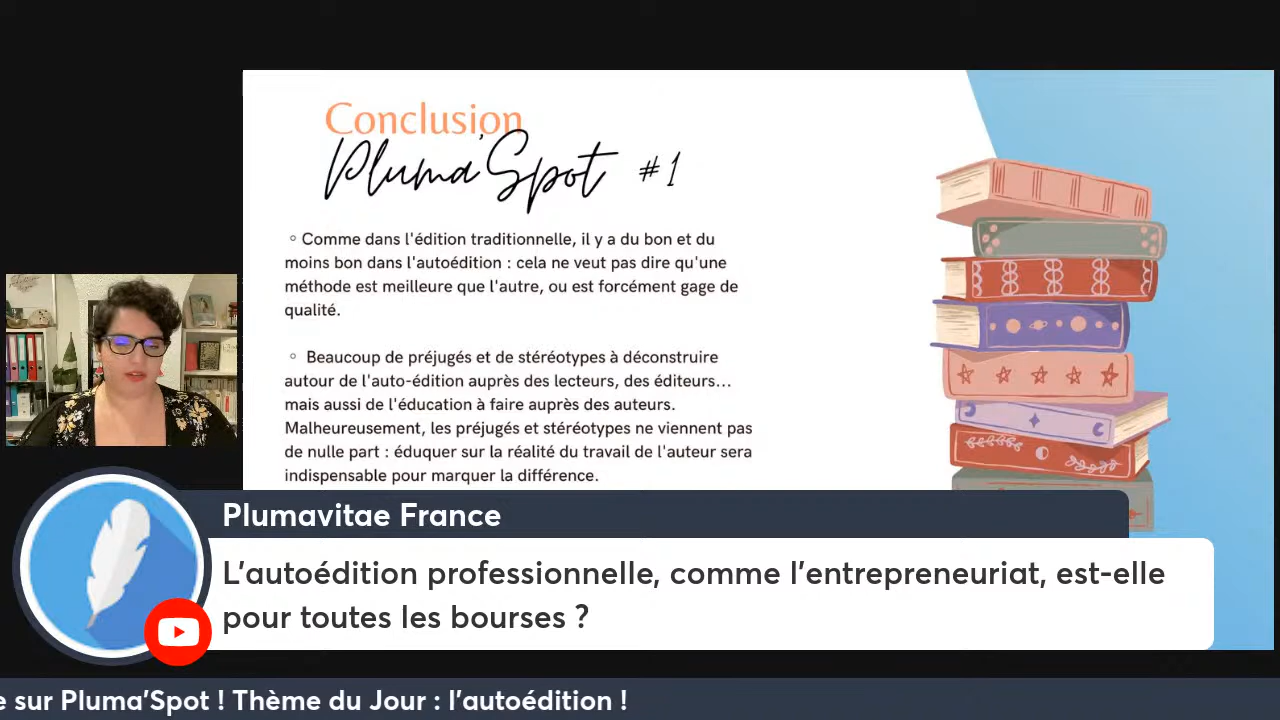 Conclusion
Pluma'Spot #1
◦ Comme dans l'édition traditionnelle, il y a du bon et du
moins bon dans l'autoédition : cela ne veut pas dire qu'une
méthode est meilleure que l'autre, ou est forcément gage de
qualité.
◦ Beaucoup de préjugés et de stéréotypes à déconstruire
autour de l'auto-édition auprès des lecteurs, des éditeurs...
mais aussi de l'éducation à faire auprès des auteurs.
Malheureusement, les préjugés et stéréotypes ne viennent pas
de nulle part : éduquer sur la réalité du travail de l'auteur sera
indispensable pour marquer la différence.
Plumavitae France
L'autoédition professionnelle, comme l'entrepreneuriat, est-elle
pour toutes les bourses ?
e sur Pluma'Spot ! Thème du Jour : l'autoédition !